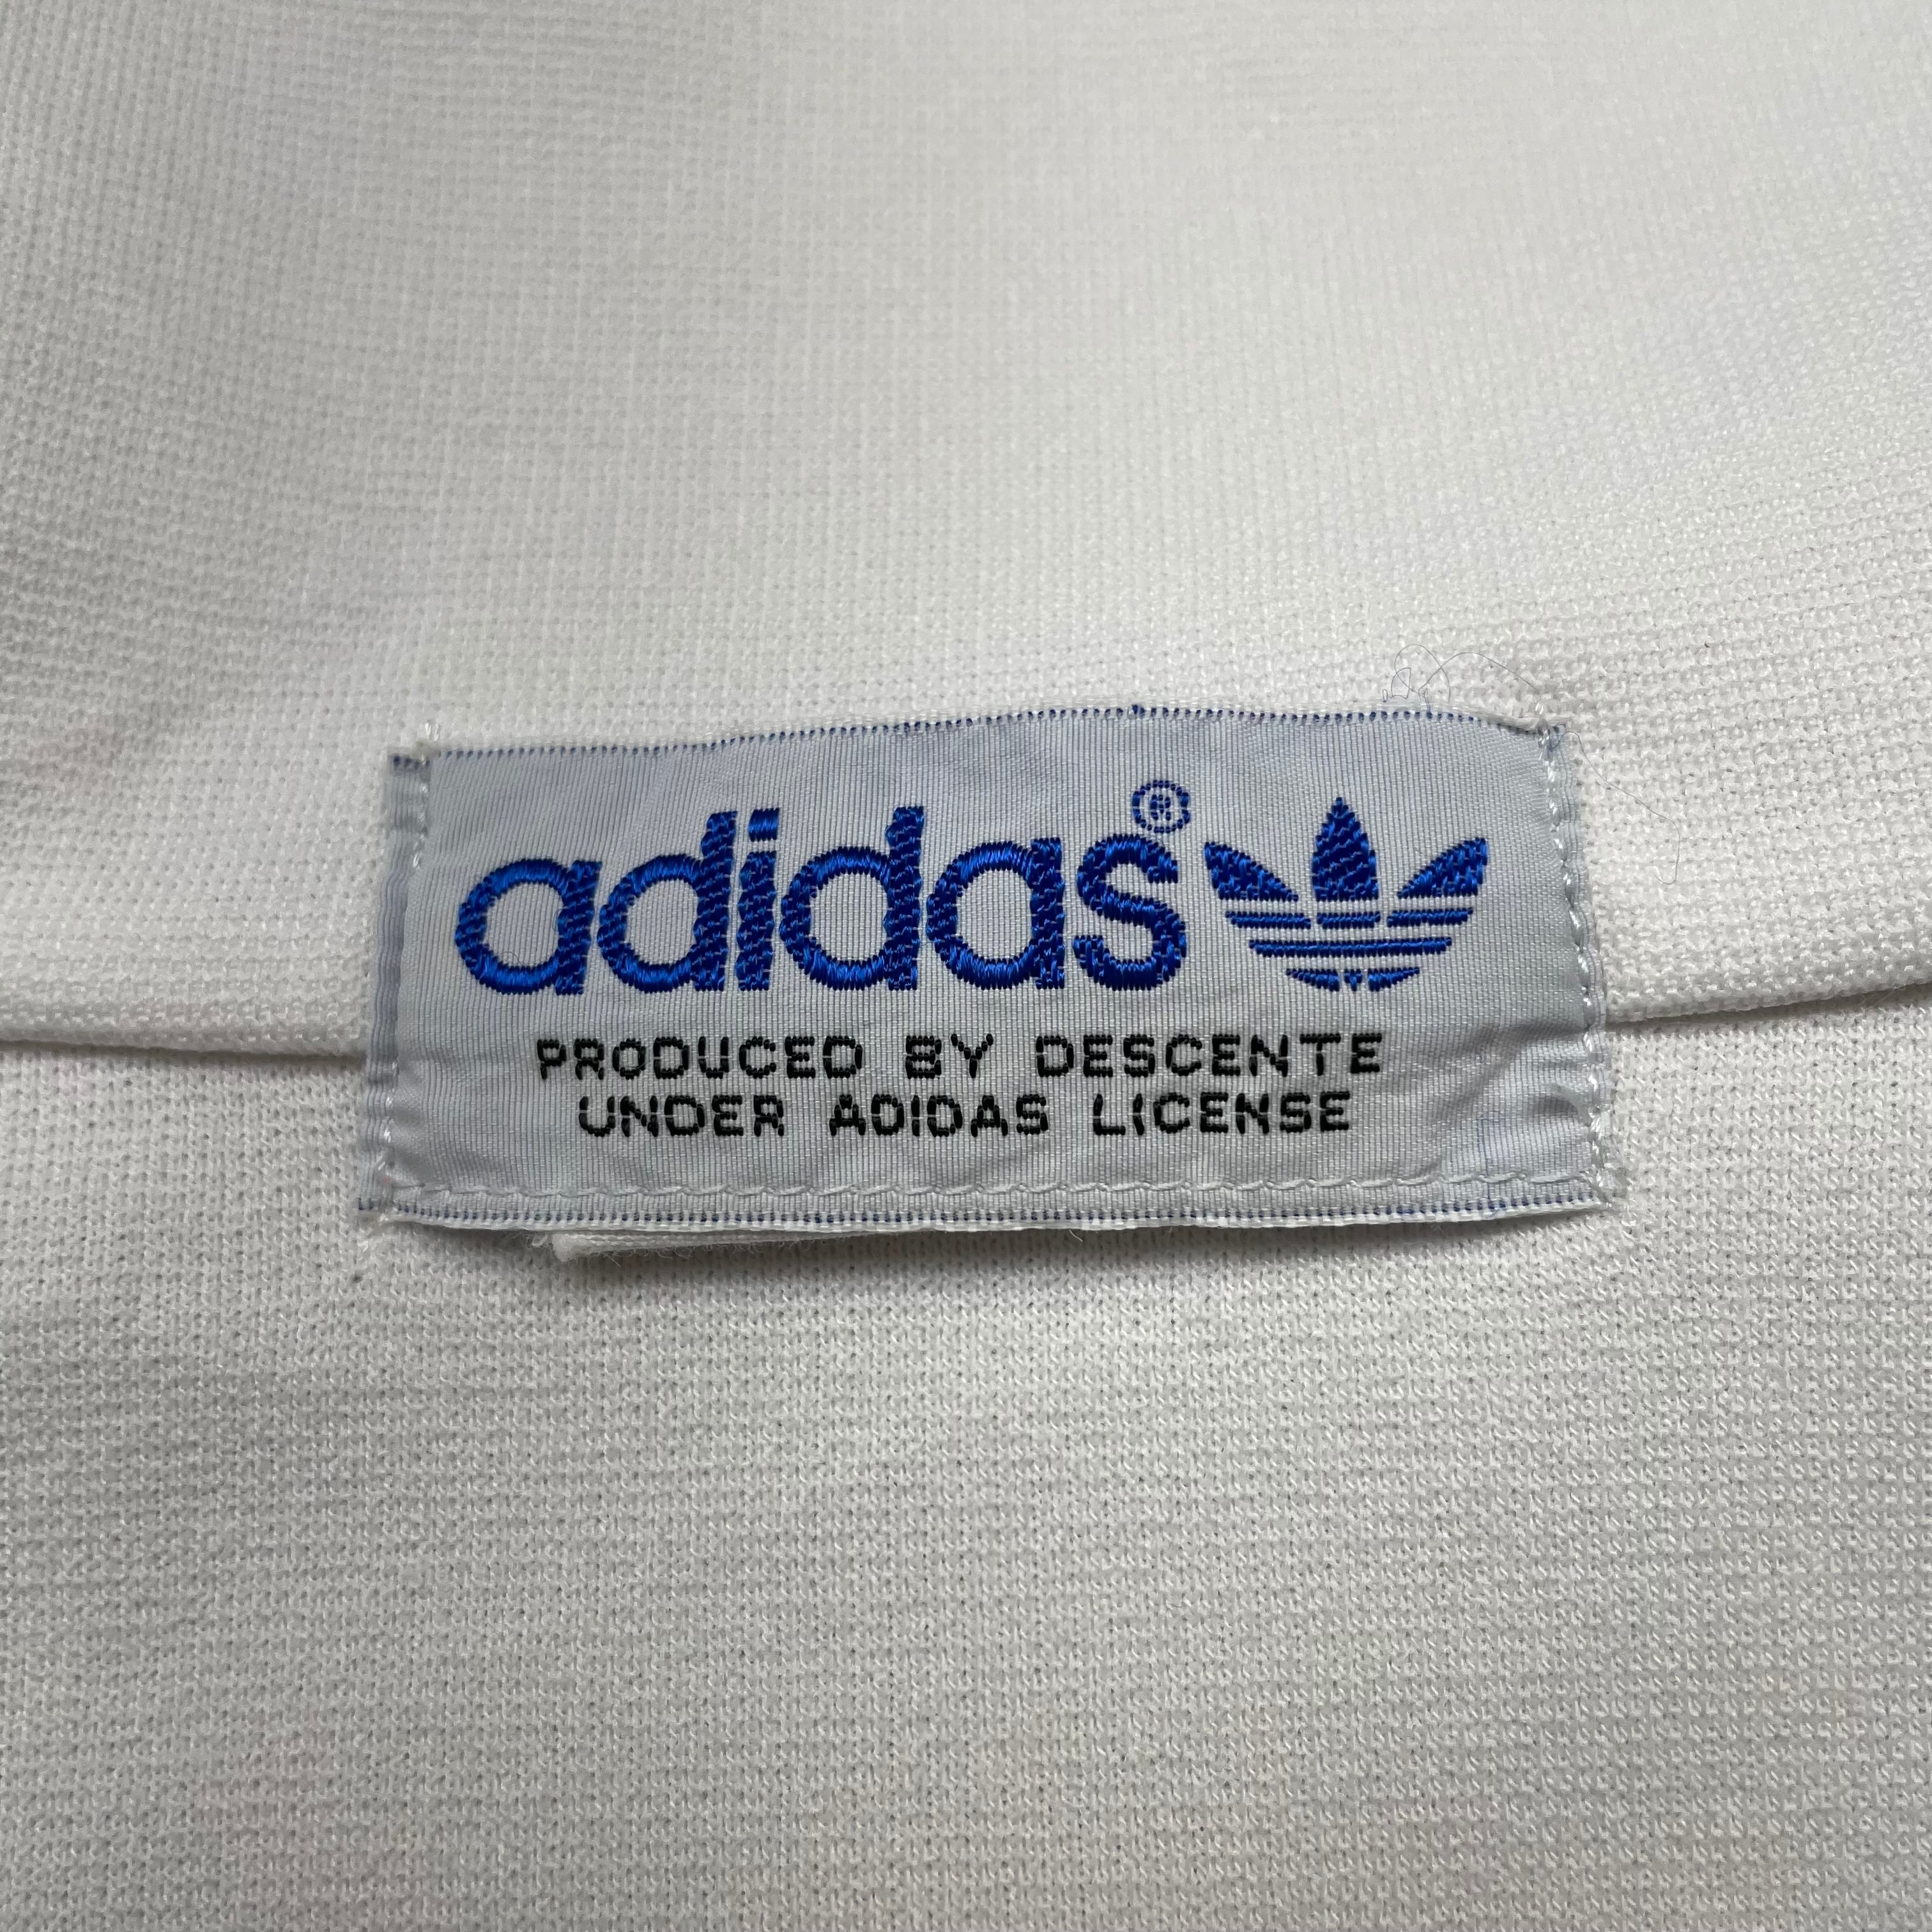 adidas®
PRODUCED BY DESCENTE
UNDER ADIDAS LICENSE